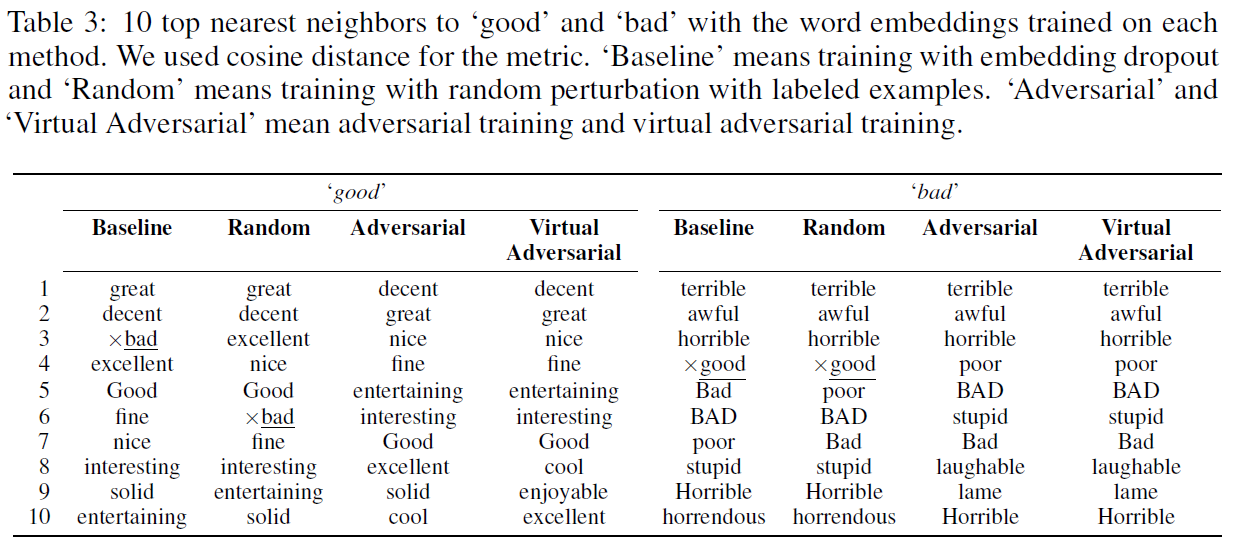 Table 3: 10 top nearest neighbors to ‘good’ and ‘bad’ with the word embeddings trained on each
method. We used cosine distance for the metric. ‘Baseline’ means training with embedding dropout
and ‘Random’ means training with random perturbation with labeled examples. ‘Adversarial’ and
‘Virtual Adversarial’ mean adversarial training and virtual adversarial training.
‘good’ ‘bad’
Baseline Random Adversarial Virtual Adversarial Baseline Random Adversarial Virtual Adversarial
1 great great decent decent terrible terrible terrible terrible
2 decent decent great great awful awful awful awful
3 ×bad excellent nice nice horrible horrible horrible horrible
4 excellent nice fine fine ×good ×good poor poor
5 Good Good entertaining entertaining Bad poor BAD BAD
6 fine ×bad interesting interesting BAD BAD stupid stupid
7 nice fine Good Good poor Bad Bad Bad
8 interesting interesting excellent cool stupid stupid laughable laughable
9 solid entertaining solid enjoyable Horrible Horrible lame lame
10 entertaining solid cool excellent horrendous horrendous Horrible Horrible